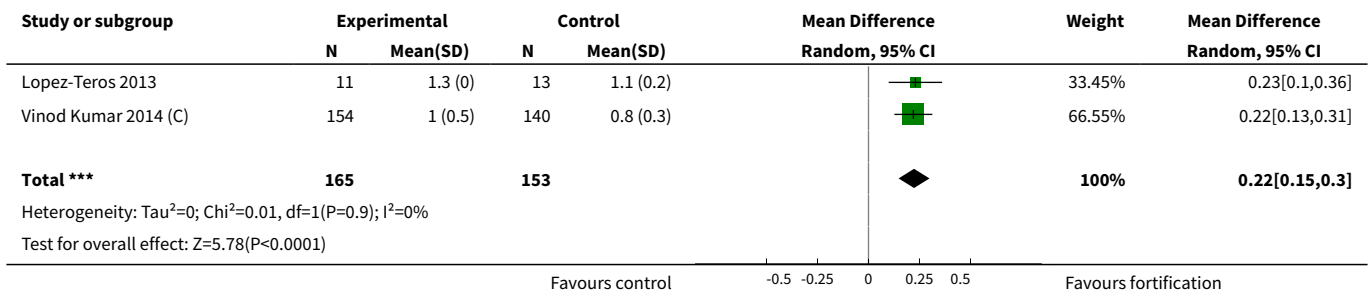 Study or subgroup Experimental Control Mean Difference Weight Mean Difference
N Mean(SD) N Mean(SD) Random, 95% CI Random, 95% CI
Lopez-Teros 2013 11 1.3 (0) 13 1.1 (0.2) 33.45% 0.23[0.1,0.36]
Vinod Kumar 2014 (C) 154 1 (0.5) 140 0.8 (0.3) 66.55% 0.22[0.13,0.31]
Total *** 165 153 100% 0.22[0.15,0.3]
Heterogeneity: Tau²=0; Chi²=0.01, df=1(P=0.9); I²=0%
Test for overall effect: Z=5.78(P<0.0001)
Favours control -0.5 -0.25 0 0.25 0.5 Favours fortification